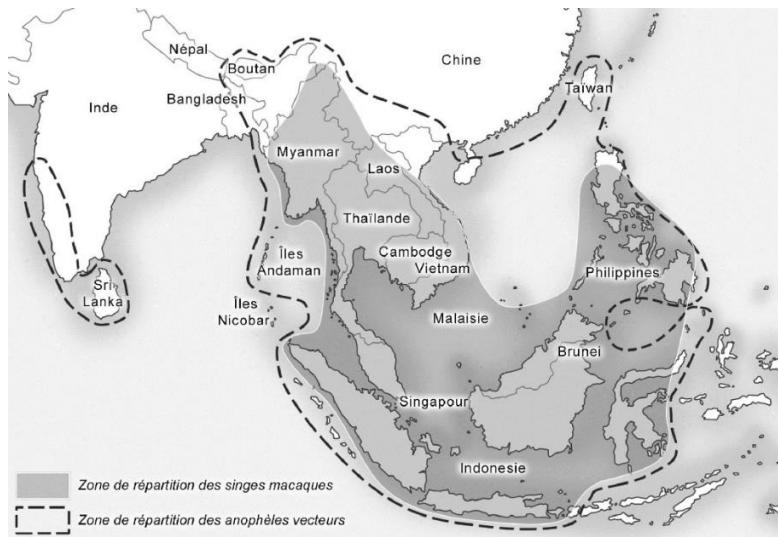 Népal
Chine
Boutan
Taïwan
Inde
Bangladesh
Myanmar
Laos
Thaïlande
Îles
Andaman
Cambodge
Vietnam
Philippines
Sri
Lanka
Îles
Nicobar
Malaisie
Brunei
Singapour
Indonesie
Zone de répartition des singes macaques
Zone de répartition des anophèles vecteurs